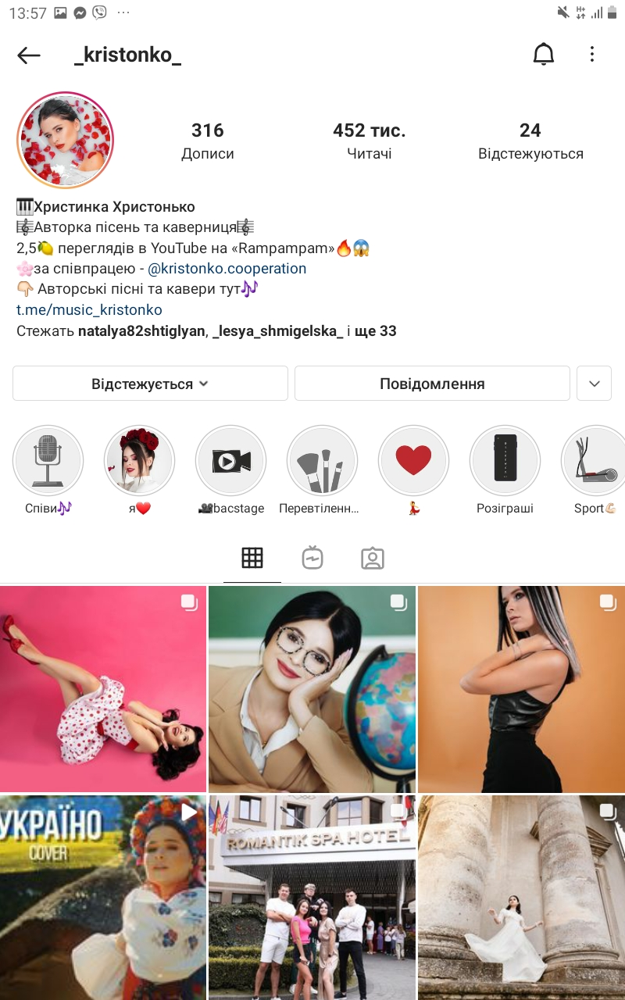 13:57
_kristonko_
316 452 тис. 24
Дописи Читачі Відстежуються
🎹Христинка Христонько
🎼Авторка пісень та каверниця🎼
2,5🍋 переглядів в YouTube на «Rampampam»🔥😱
🌸за співпрацею - @kristonko.cooperation
👇🏻 Авторські пісні та кавери тут🎶
t.me/music_kristonko
Стежать natalya82shtiglyan, _lesya_shmigelska_ і ще 33
Відстежується Повідомлення
Співи🎶 я❤️ 🎥bacstage Перевтіленн... 💃 Розіграші Sport💪🏻
УКРАЇНО
COVER
ROMANTIK SPA HOTEL